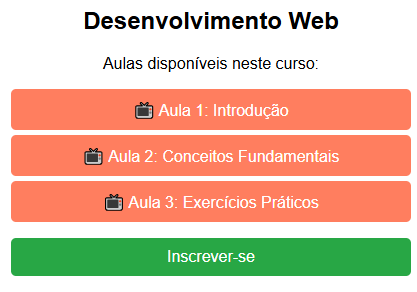 Desenvolvimento Web
Aulas disponíveis neste curso:
📺 Aula 1: Introdução
📺 Aula 2: Conceitos Fundamentais
📺 Aula 3: Exercícios Práticos
Inscrever-se